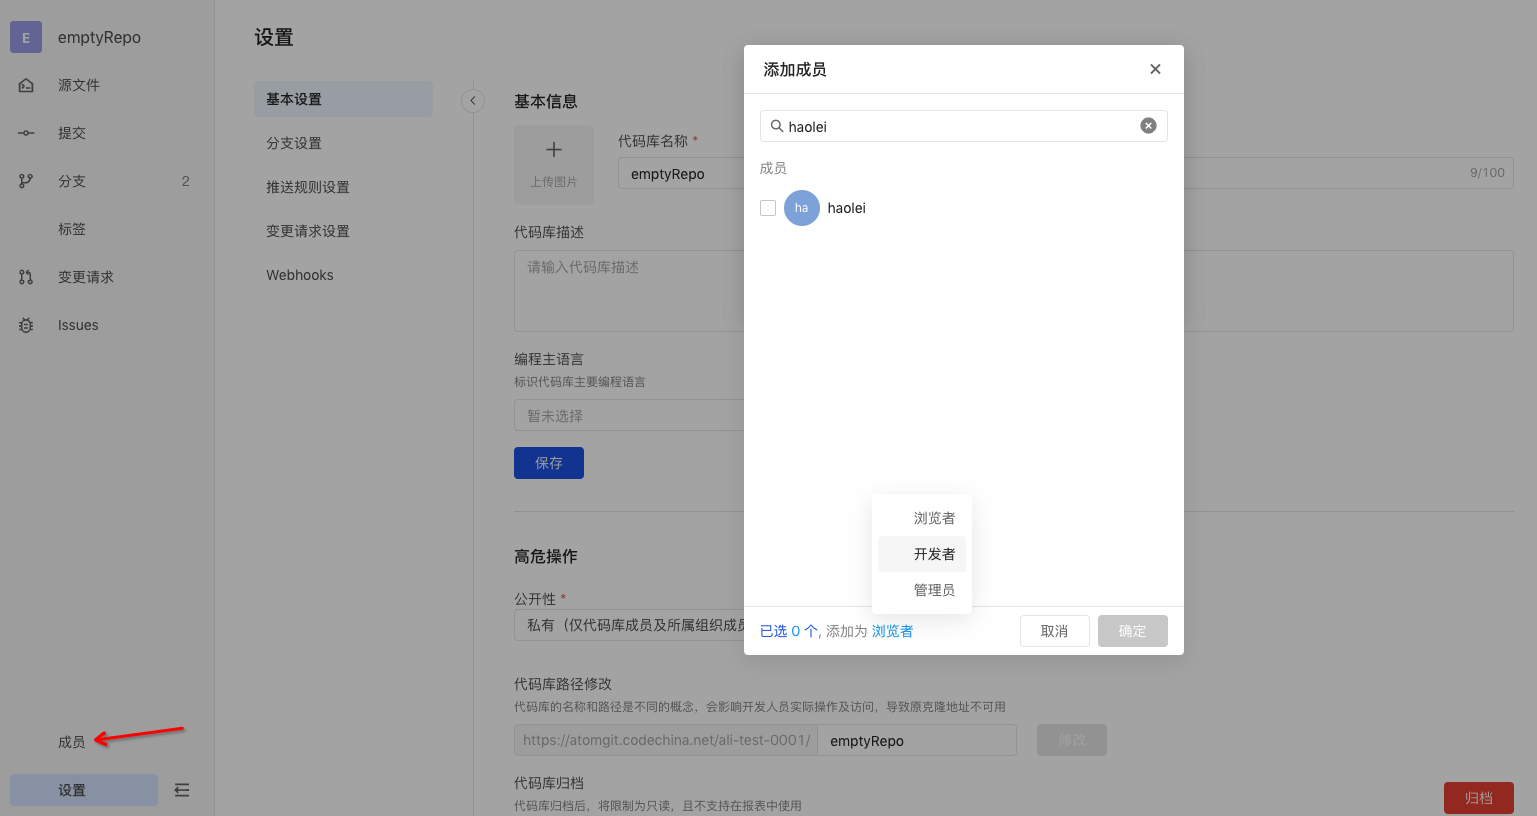 E
emptyRepo
源文件
提交
分支
2
标签
变更请求
Issues
成员
设置
设置
基本设置
分支设置
推送规则设置
变更请求设置
Webhooks
基本信息
上传图片
代码库名称 *
emptyRepo
9/100
代码库描述
请输入代码库描述
编程主语言
标识代码库主要编程语言
暂未选择
保存
高危操作
公开性 *
私有（仅代码库成员及所属组织成员
代码库路径修改
代码库的名称和路径是不同的概念，会影响开发人员实际操作及访问，导致原克隆地址不可用
https://atomgit.codechina.net/ali-test-0001/
emptyRepo
修改
代码库归档
代码库归档后，将限制为只读，且不支持在报表中使用
归档
添加成员
haolei
成员
ha
haolei
浏览者
开发者
管理员
已选 0 个, 添加为 浏览者
取消
确定